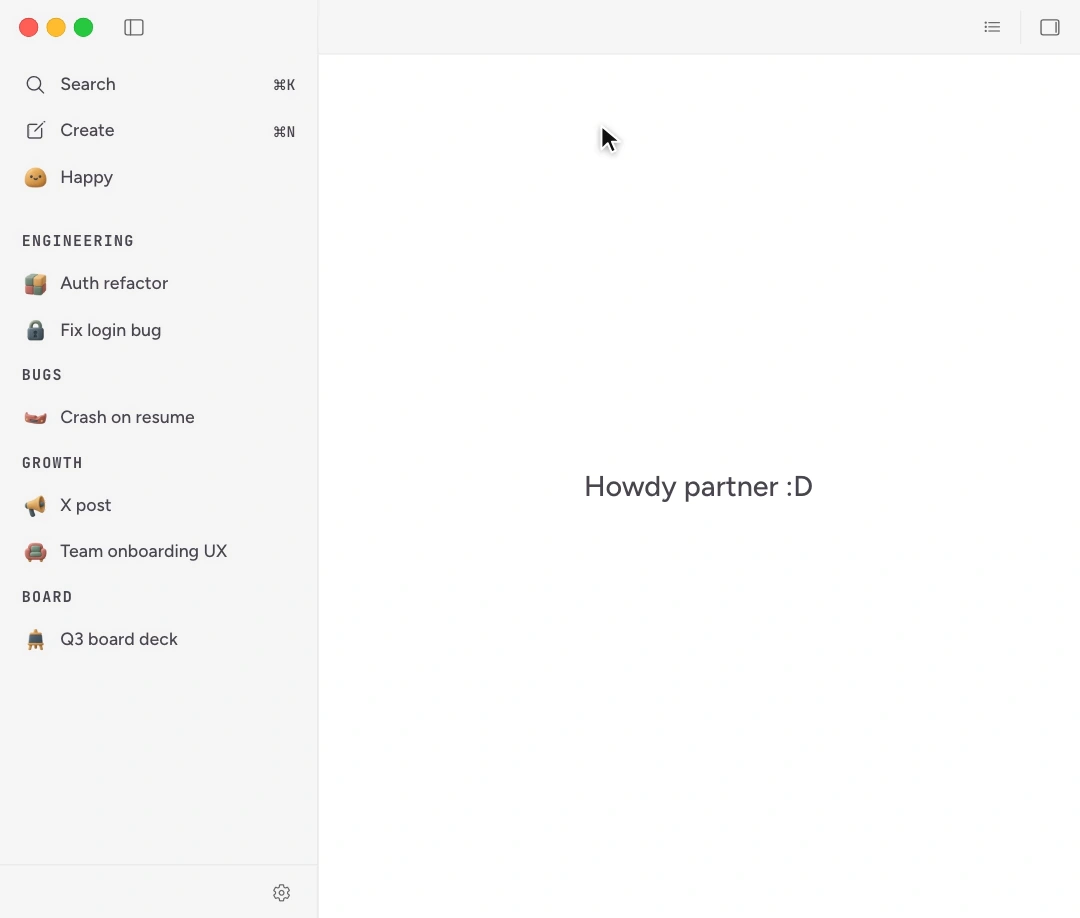 Search ⌘K
Create ⌘N
Happy
ENGINEERING
Auth refactor
Fix login bug
BUGS
Crash on resume
GROWTH
X post
Team onboarding UX
BOARD
Q3 board deck
Howdy partner :D